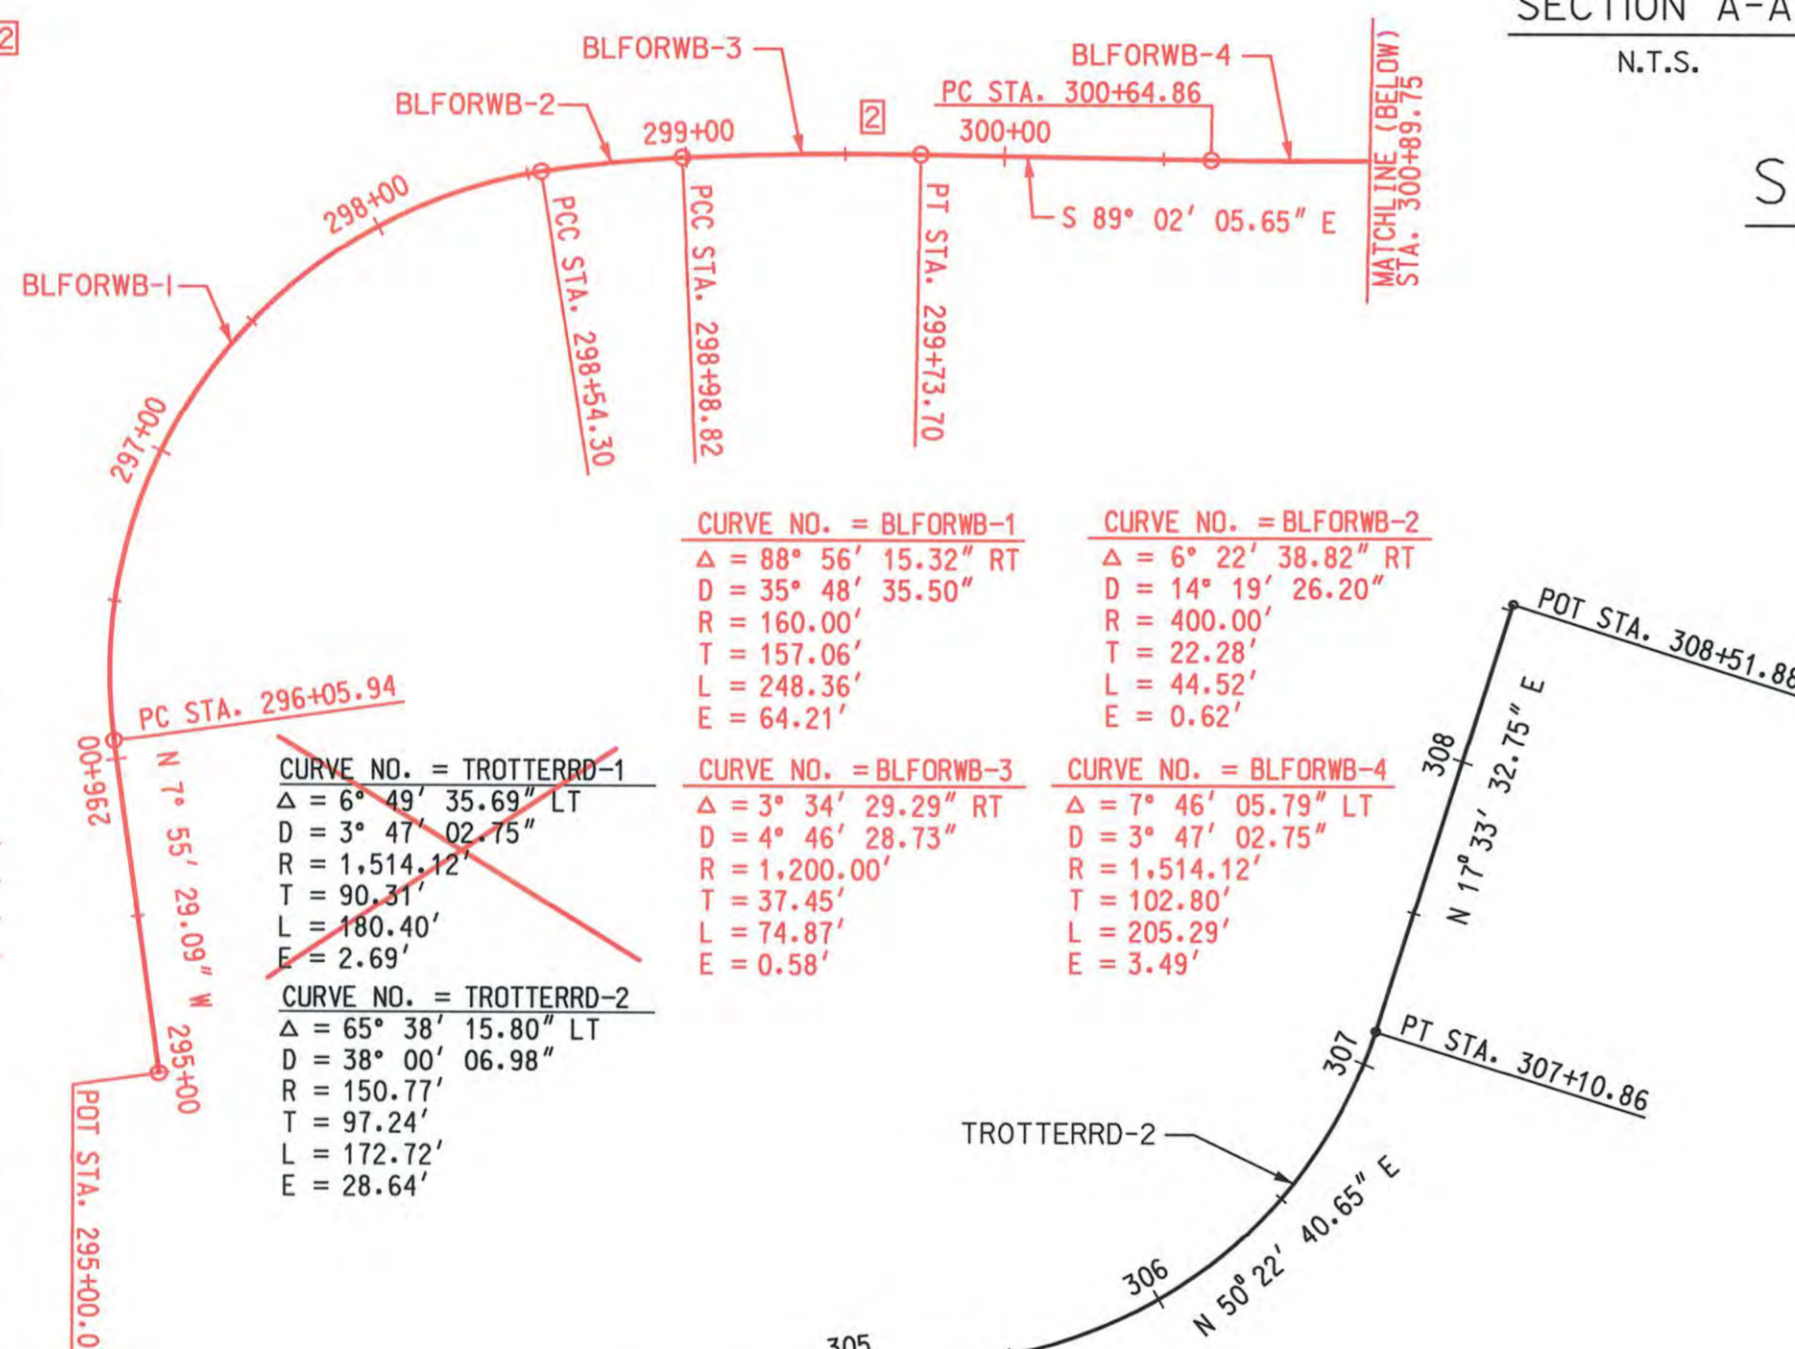 SECTION A-A
N.T.S.
S
2
BLFORWB-3
BLFORWB-4
BLFORWB-2
PC STA. 300+64.86
2
299+00
300+00
MATCHLINE (BELOW)
STA. 300+89.75
298+00
S 89° 02′ 05.65″ E
PCC STA. 298+54.30
PCC STA. 298+98.82
PT STA. 299+73.70
BLFORWB-1
297+00
PC STA. 296+05.94
296+00
N 7° 55′ 29.09″ W
295+00
POT STA. 295+00.0
CURVE NO. = BLFORWB-1
Δ = 88° 56′ 15.32″ RT
D = 35° 48′ 35.50″
R = 160.00′
T = 157.06′
L = 248.36′
E = 64.21′
CURVE NO. = BLFORWB-2
Δ = 6° 22′ 38.82″ RT
D = 14° 19′ 26.20″
R = 400.00′
T = 22.28′
L = 44.52′
E = 0.62′
CURVE NO. = TROTTERRD-1
Δ = 6° 49′ 35.69″ LT
D = 3° 47′ 02.75″
R = 1,514.12′
T = 90.31′
L = 180.40′
E = 2.69′
CURVE NO. = BLFORWB-3
Δ = 3° 34′ 29.29″ RT
D = 4° 46′ 28.73″
R = 1,200.00′
T = 37.45′
L = 74.87′
E = 0.58′
CURVE NO. = BLFORWB-4
Δ = 7° 46′ 05.79″ LT
D = 3° 47′ 02.75″
R = 1,514.12′
T = 102.80′
L = 205.29′
E = 3.49′
CURVE NO. = TROTTERRD-2
Δ = 65° 38′ 15.80″ LT
D = 38° 00′ 06.98″
R = 150.77′
T = 97.24′
L = 172.72′
E = 28.64′
POT STA. 308+51.88
308
N 17° 33′ 32.75″ E
307
PT STA. 307+10.86
TROTTERRD-2
N 50° 22′ 40.65″ E
306
305